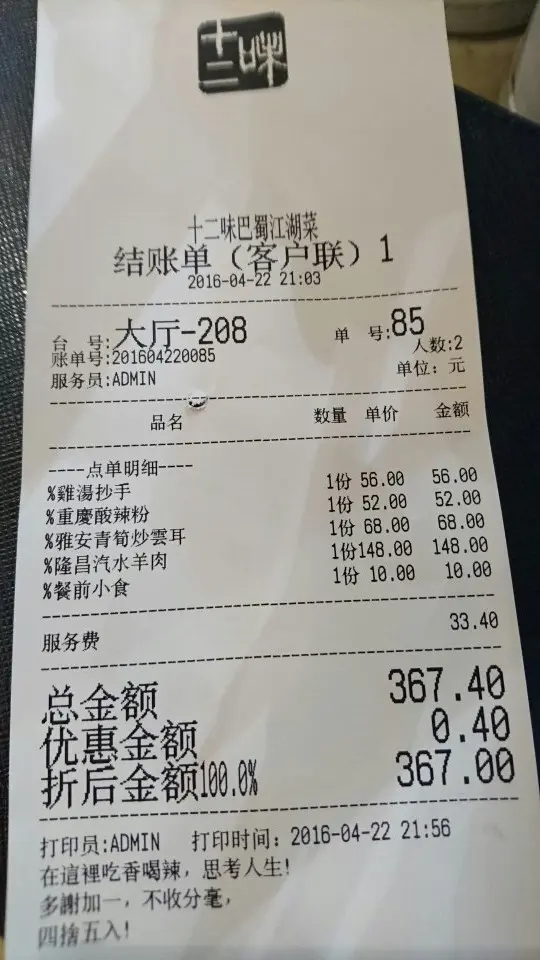 十二味
十二味巴蜀江湖菜
结账单（客户联）1
2016-04-22 21:03
台 号:大厅-208 单 号:85
账单号:201604220085 人数:2
服务员:ADMIN 单位: 元
品名 数量 单价 金额
----点单明细----
%雞湯抄手 1份 56.00 56.00
%重慶酸辣粉 1份 52.00 52.00
%雅安青筍炒雲耳 1份 68.00 68.00
%隆昌汽水羊肉 1份148.00 148.00
%餐前小食 1份 10.00 10.00
服务费 33.40
总金额 367.40
优惠金额 0.40
折后金额100.0% 367.00
打印员:ADMIN 打印时间: 2016-04-22 21:56
在這裡吃香喝辣，思考人生!
多謝加一，不收分毫，
四捨五入!